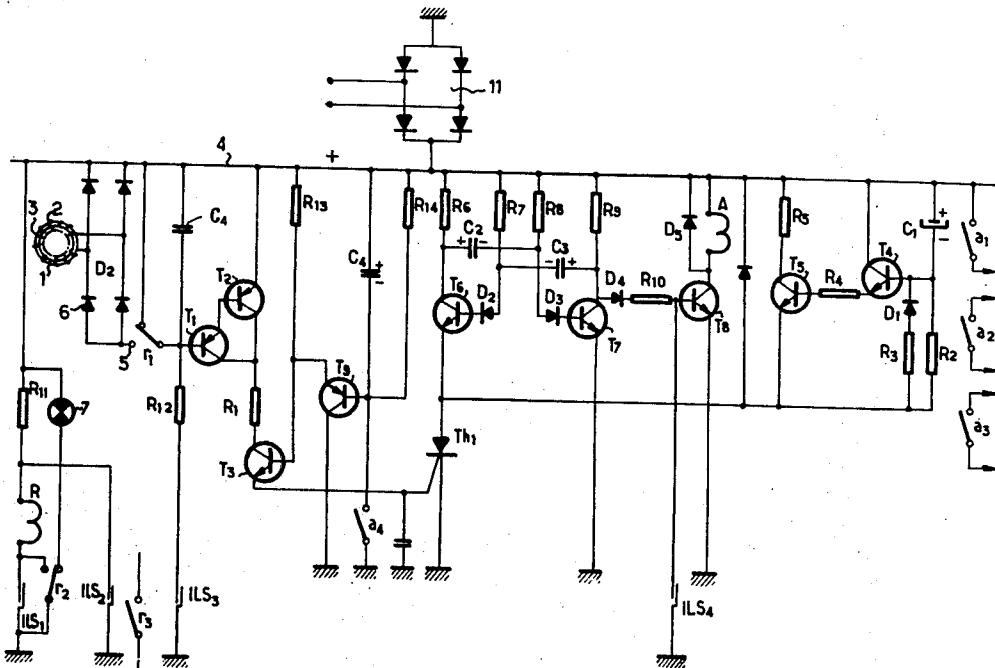 11
4 +
3 2
1
D2
6
5
r1
C4
T2
T1
R13
C4 + -
R14
R6
R7
R8
R9
+ C2 -
- C3 +
D5
A
R5
T4
C1 + -
a1
T6
D2
D3
D4
R10
T8
T7
T5
R4
D1
R3
R2
a2
R11
7
R12
R1
T9
T3
Th1
a3
R
r2
ILS1
ILS2
r3
ILS3
a4
ILS4